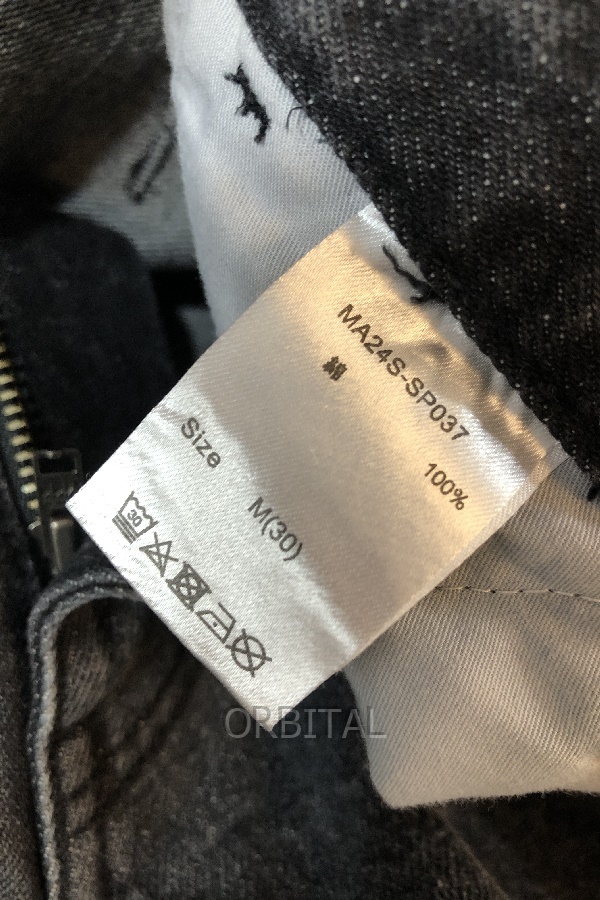 MA24S-SP037
綿 100%
Size M(30)
30
ORBITAL